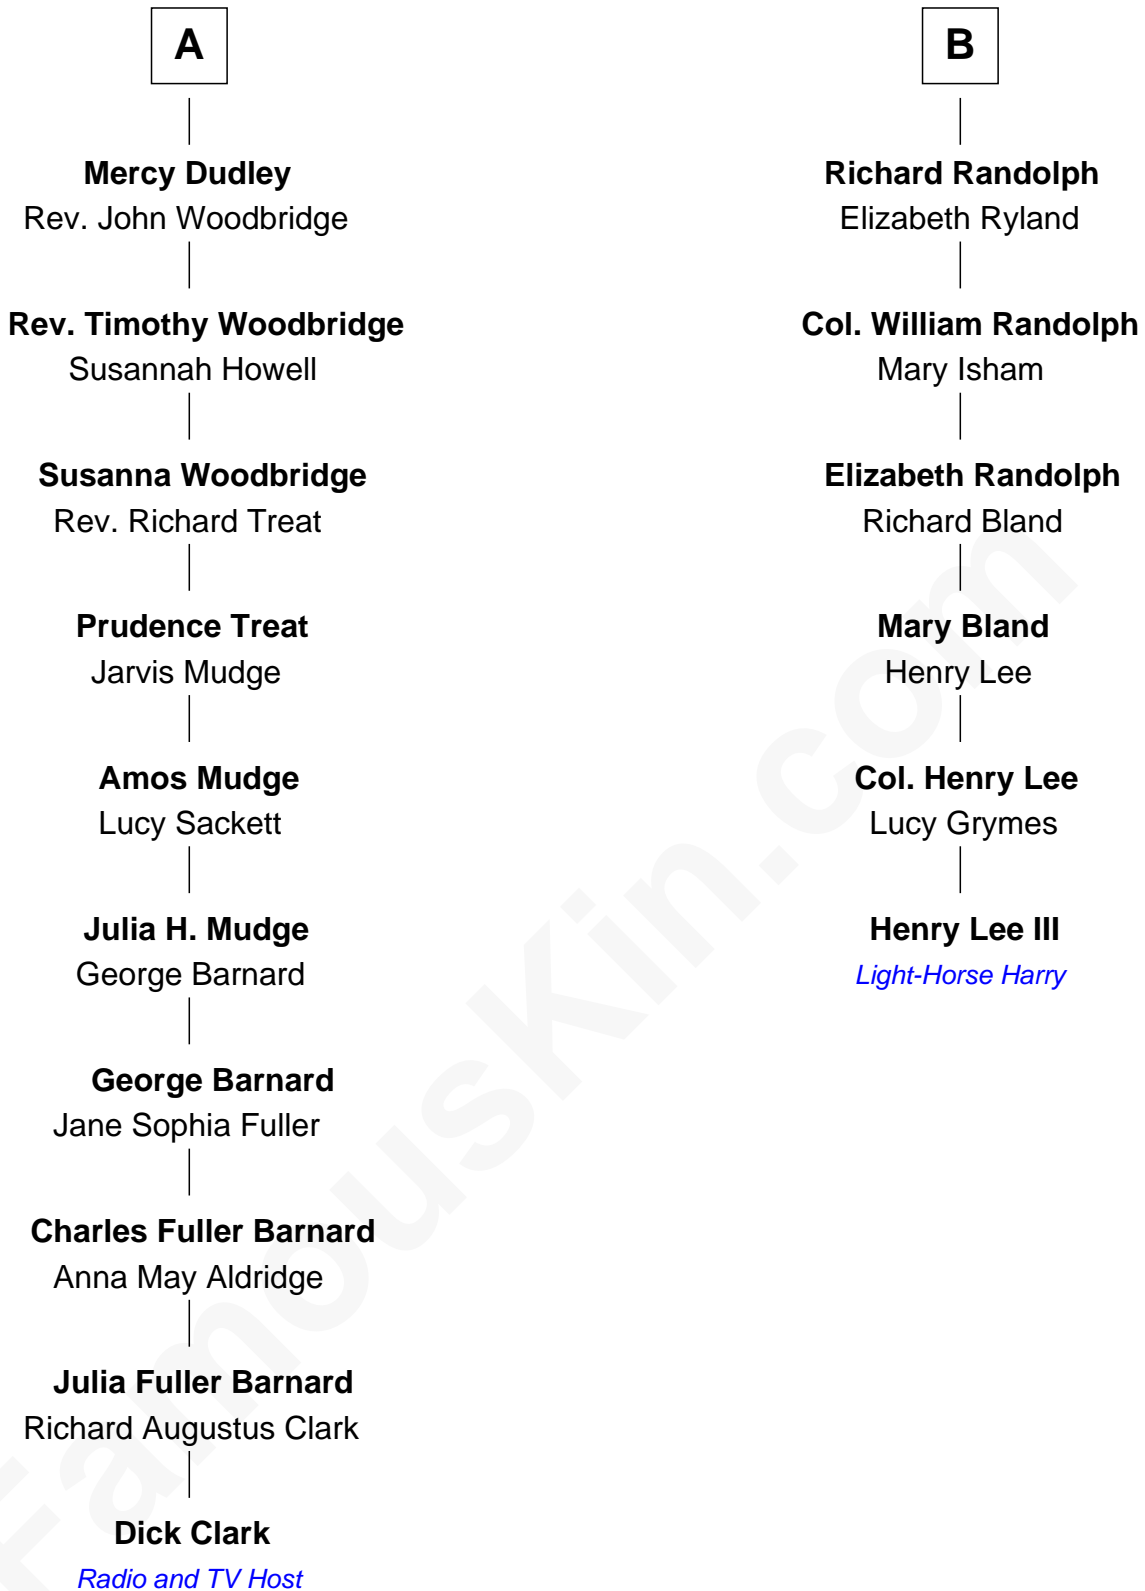 A
Mercy Dudley
Rev. John Woodbridge
Rev. Timothy Woodbridge
Susannah Howell
Susanna Woodbridge
Rev. Richard Treat
Prudence Treat
Jarvis Mudge
Amos Mudge
Lucy Sackett
Julia H. Mudge
George Barnard
George Barnard
Jane Sophia Fuller
Charles Fuller Barnard
Anna May Aldridge
Julia Fuller Barnard
Richard Augustus Clark
Dick Clark
Radio and TV Host
B
Richard Randolph
Elizabeth Ryland
Col. William Randolph
Mary Isham
Elizabeth Randolph
Richard Bland
Mary Bland
Henry Lee
Col. Henry Lee
Lucy Grymes
Henry Lee III
Light-Horse Harry
FamousKin.com